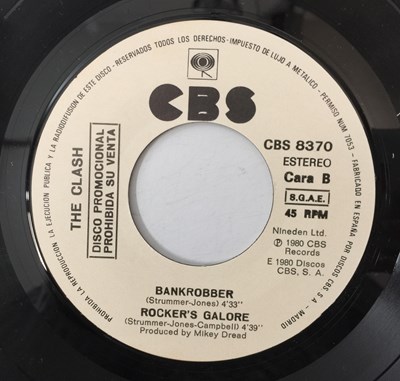 RESERVADOS TODOS LOS DERECHOS-IMPUESTO DE LUJO A METALICO - PERMISO NUM 7053 - FABRICADO EN ESPAÑA POR DISCOS CBS S A - MADRID
PROHIBIDA LA REPRODUCCION, LA EJECUCION PUBLICA Y LA RADIODIFUSION DE ESTE DISCO -
CBS
THE CLASH
DISCO PROMOCIONAL
PROHIBIDA SU VENTA
CBS 8370
ESTEREO
Cara B
S.G.A.E.
45 RPM
Nineden Ltd.
Ⓟ 1980 CBS
Records
E 1980 Discos
CBS, S. A.
BANKROBBER
(Strummer-Jones) 4'33''
ROCKER'S GALORE
(Strummer-Jones-Campbell) 4'39''
Produced by Mikey Dread